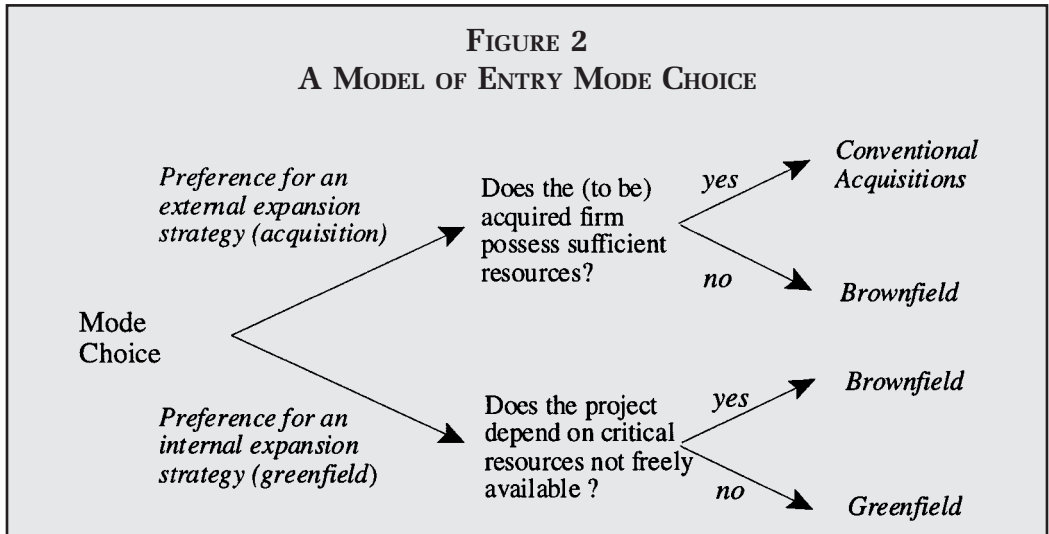 FIGURE 2
A MODEL OF ENTRY MODE CHOICE
Preference for an
external expansion
strategy (acquisition)
Does the (to be)
acquired firm
possess sufficient
resources?
yes
Conventional
Acquisitions
no
Brownfield
Mode
Choice
Preference for an
internal expansion
strategy (greenfield)
Does the project
depend on critical
resources not freely
available ?
yes
Brownfield
no
Greenfield